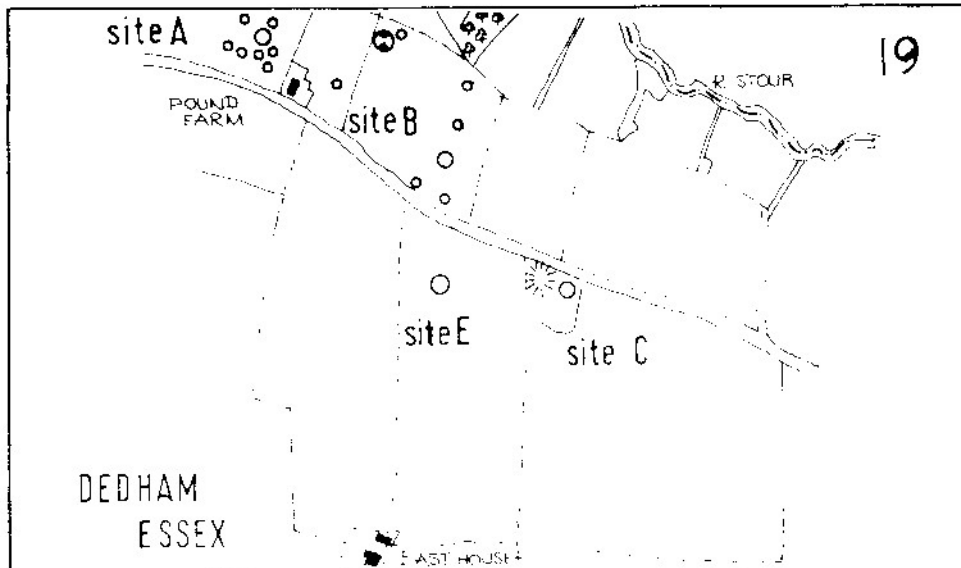 site A
19
R. STOUR
POUND
FARM
site B
site E
site C
DEDHAM
ESSEX
EAST HOUSE